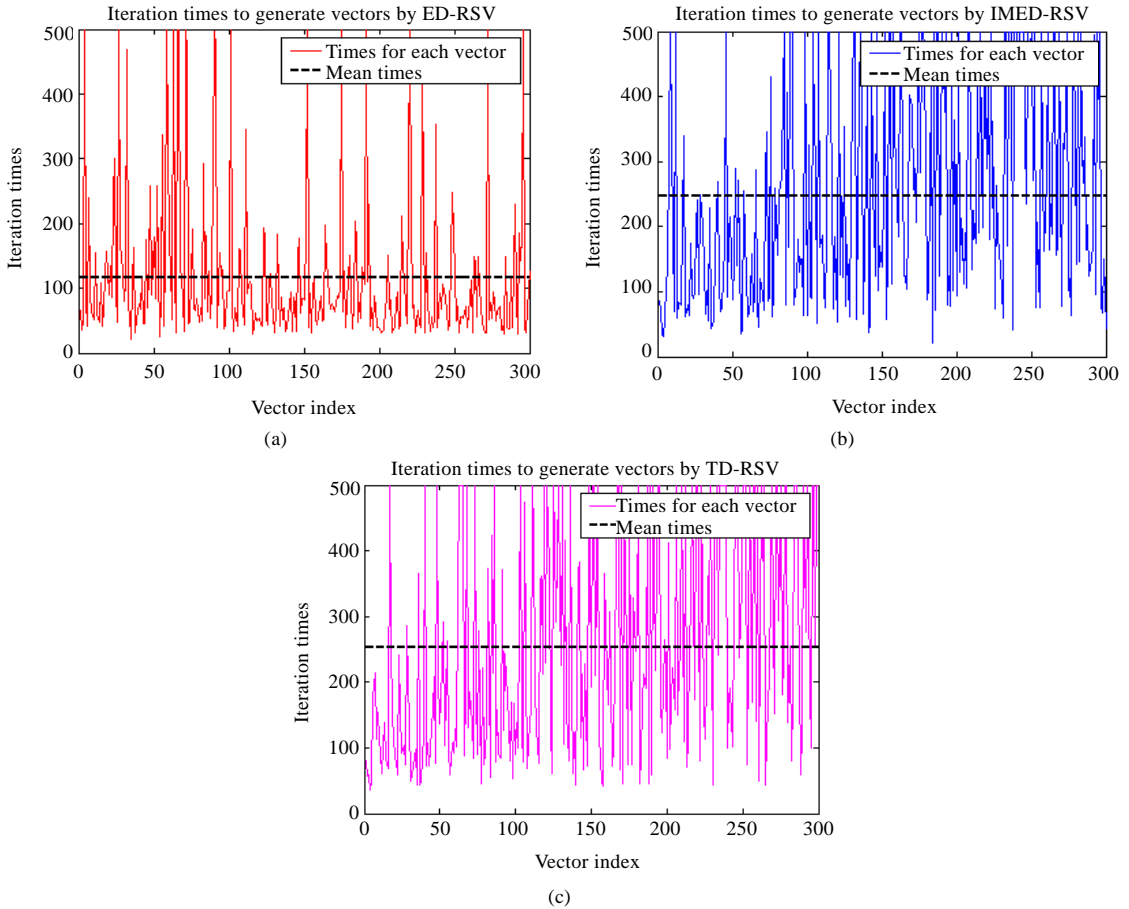 Iteration times to generate vectors by ED-RSV
500
400
300
200
100
0
Iteration times
Times for each vector
Mean times
0 50 100 150 200 250 300
Vector index
(a)
Iteration times to generate vectors by IMED-RSV
500
400
300
200
100
0
Iteration times
Times for each vector
Mean times
0 50 100 150 200 250 300
Vector index
(b)
Iteration times to generate vectors by TD-RSV
500
400
300
200
100
0
Iteration times
Times for each vector
Mean times
0 50 100 150 200 250 300
Vector index
(c)